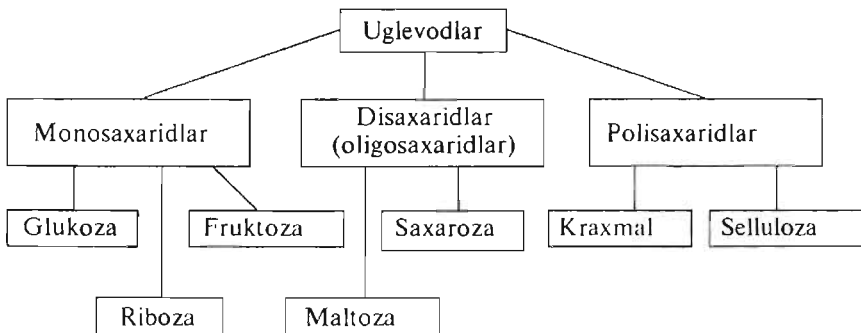 Uglevodlar
Monosaxaridlar
Disaxaridlar
(oligosaxaridlar)
Polisaxaridlar
Glukoza
Fruktoza
Saxaroza
Kraxmal
Selluloza
Riboza
Maltoza